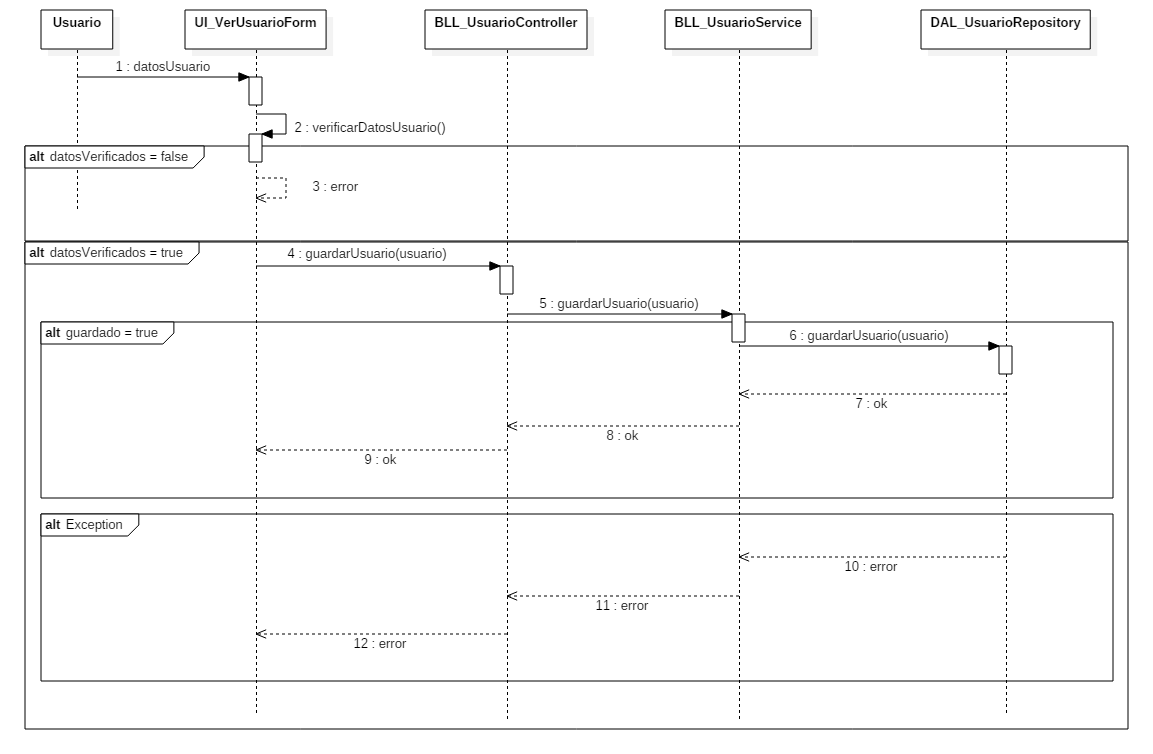 Usuario
UI_VerUsuarioForm
BLL_UsuarioController
BLL_UsuarioService
DAL_UsuarioRepository
1 : datosUsuario
2 : verificarDatosUsuario()
alt datosVerificados = false
3 : error
alt datosVerificados = true
4 : guardarUsuario(usuario)
5 : guardarUsuario(usuario)
alt guardado = true
6 : guardarUsuario(usuario)
7 : ok
8 : ok
9 : ok
alt Exception
10 : error
11 : error
12 : error